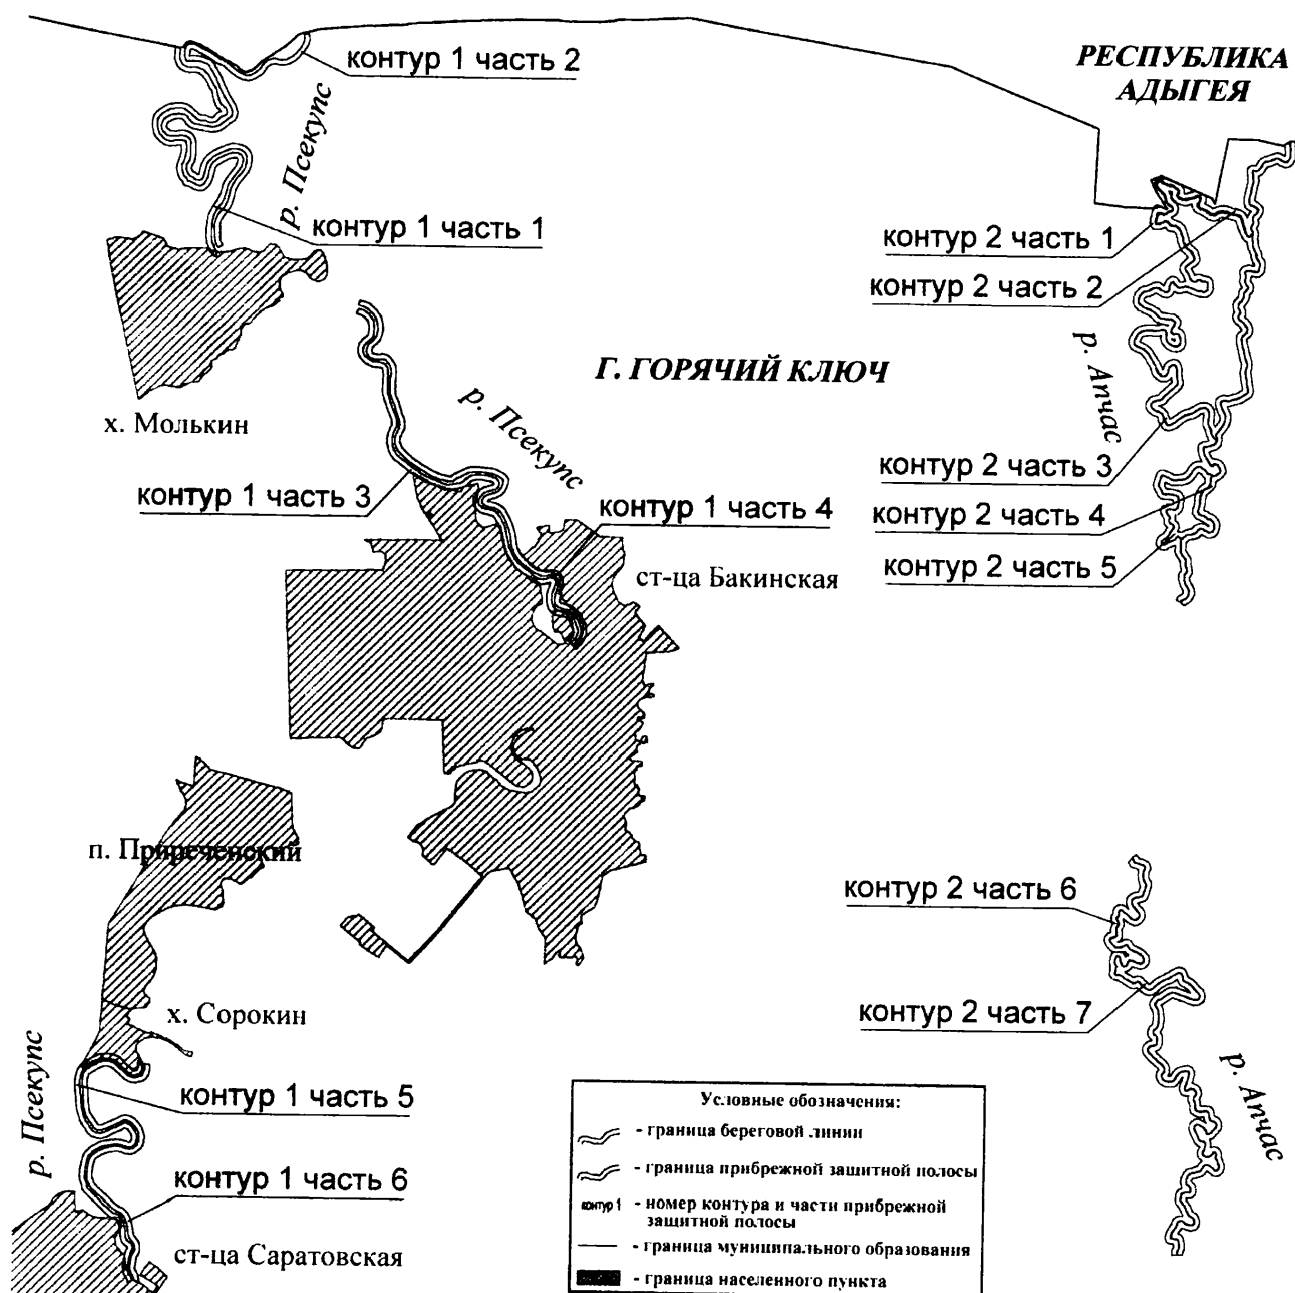 контур 1 часть 2
РЕСПУБЛИКА
АДЫГЕЯ
р. Псекупс
контур 1 часть 1
контур 2 часть 1
контур 2 часть 2
Г. ГОРЯЧИЙ КЛЮЧ
р. Апчас
р. Псекупс
х. Молькин
контур 2 часть 3
контур 1 часть 3
контур 1 часть 4
контур 2 часть 4
ст-ца Бакинская
контур 2 часть 5
п. Приреченский
контур 2 часть 6
х. Сорокин
контур 2 часть 7
р. Псекупс
контур 1 часть 5
р. Апчас
контур 1 часть 6
ст-ца Саратовская
Условные обозначения:
- граница береговой линии
- граница прибрежной защитной полосы
контур 1 - номер контура и части прибрежной
защитной полосы
- граница муниципального образования
- граница населенного пункта